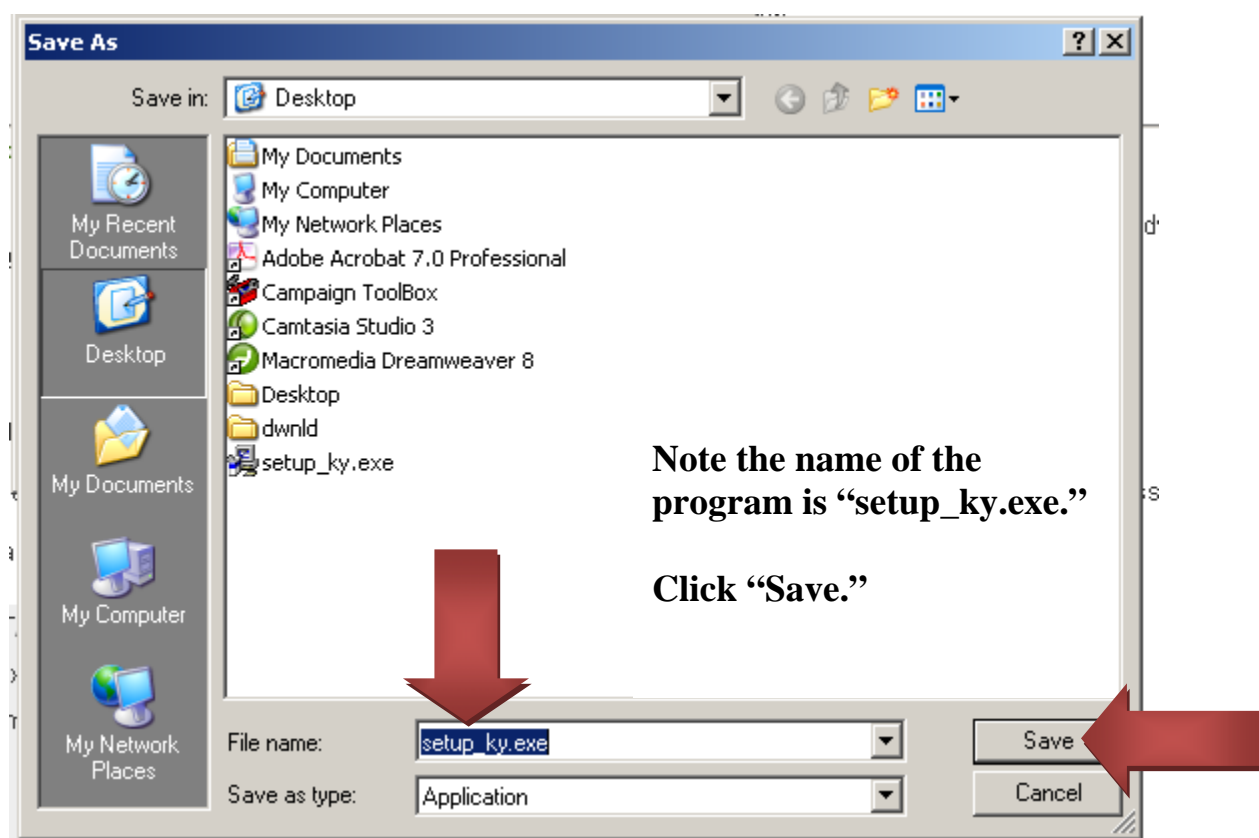 Save As
Save in:
Desktop
My Recent
Documents
Desktop
My Documents
My Computer
My Network
Places
My Documents
My Computer
My Network Places
Adobe Acrobat 7.0 Professional
Campaign ToolBox
Camtasia Studio 3
Macromedia Dreamweaver 8
Desktop
dwnld
setup_ky.exe
Note the name of the
program is “setup_ky.exe.”
Click “Save.”
File name:
setup_ky.exe
Save
Save as type:
Application
Cancel